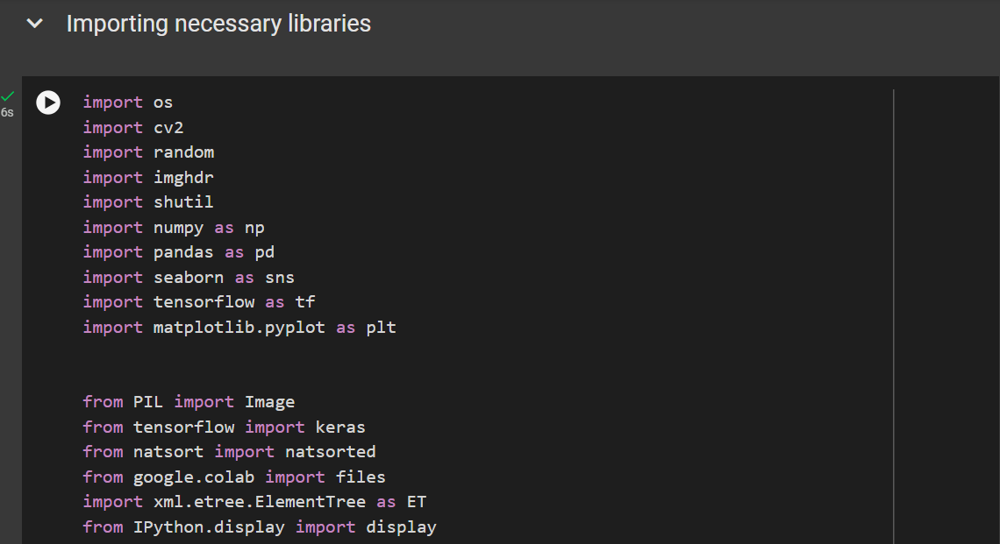 Importing necessary libraries
6s
import os
import cv2
import random
import imghdr
import shutil
import numpy as np
import pandas as pd
import seaborn as sns
import tensorflow as tf
import matplotlib.pyplot as plt
from PIL import Image
from tensorflow import keras
from natsort import natsorted
from google.colab import files
import xml.etree.ElementTree as ET
from IPython.display import display